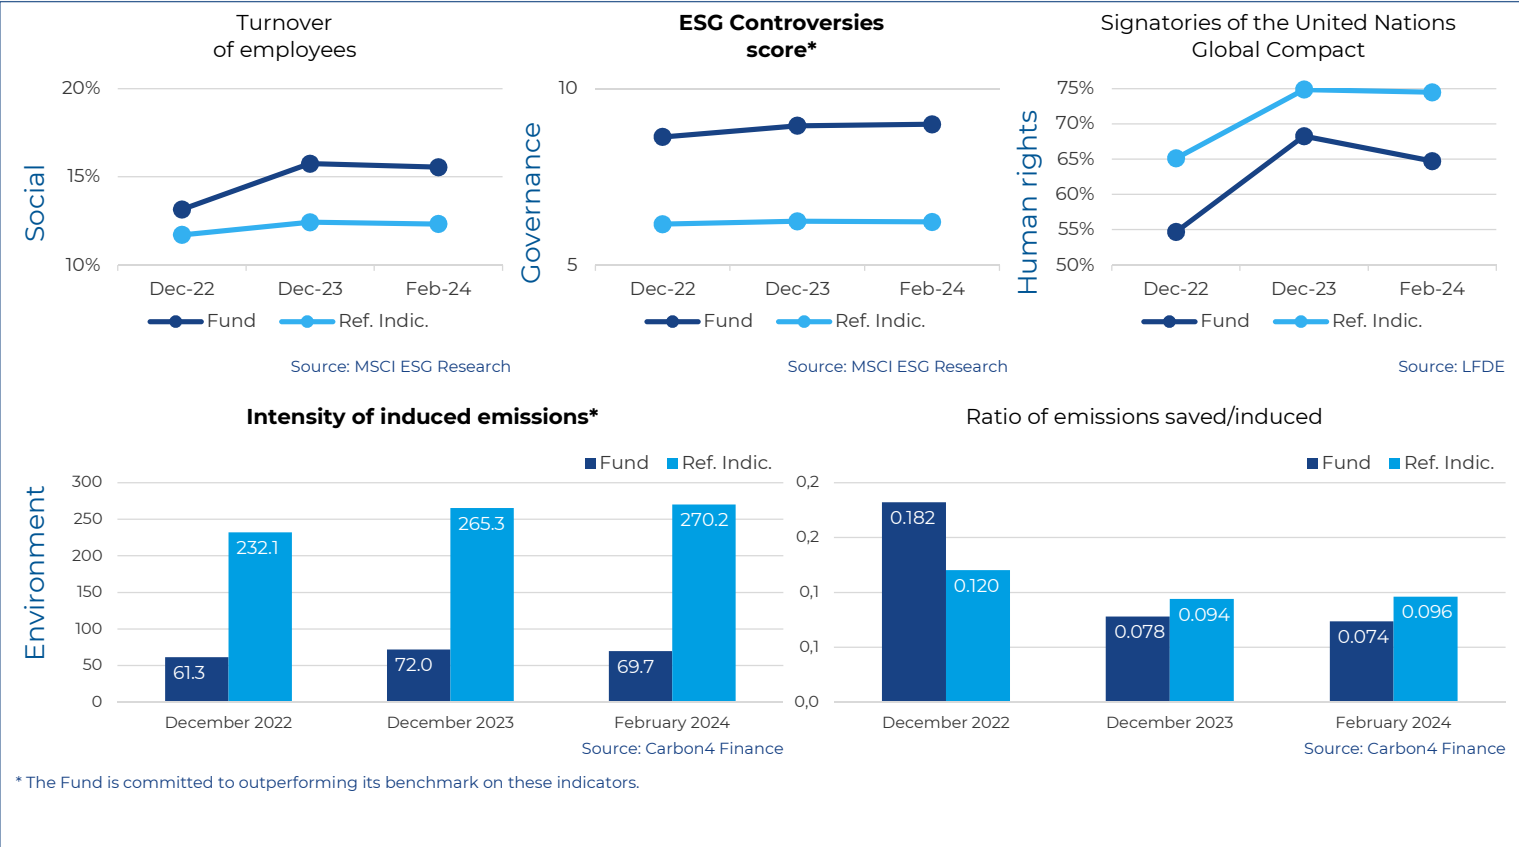 Turnover
of employees
20%
15%
10%
Social
Dec-22
Dec-23
Feb-24
Fund
Ref. Indic.
Source: MSCI ESG Research
ESG Controversies
score*
10
5
Governance
Dec-22
Dec-23
Feb-24
Fund
Ref. Indic.
Source: MSCI ESG Research
Signatories of the United Nations
Global Compact
75%
70%
65%
60%
55%
50%
Human rights
Dec-22
Dec-23
Feb-24
Fund
Ref. Indic.
Source: LFDE
Intensity of induced emissions*
Fund
Ref. Indic.
300
250
200
150
100
50
0
Environment
61.3
232.1
72.0
265.3
69.7
270.2
December 2022
December 2023
February 2024
Source: Carbon4 Finance
Ratio of emissions saved/induced
Fund
Ref. Indic.
0,2
0,2
0,1
0,1
0,0
0.182
0.120
0.078
0.094
0.074
0.096
December 2022
December 2023
February 2024
Source: Carbon4 Finance
* The Fund is committed to outperforming its benchmark on these indicators.